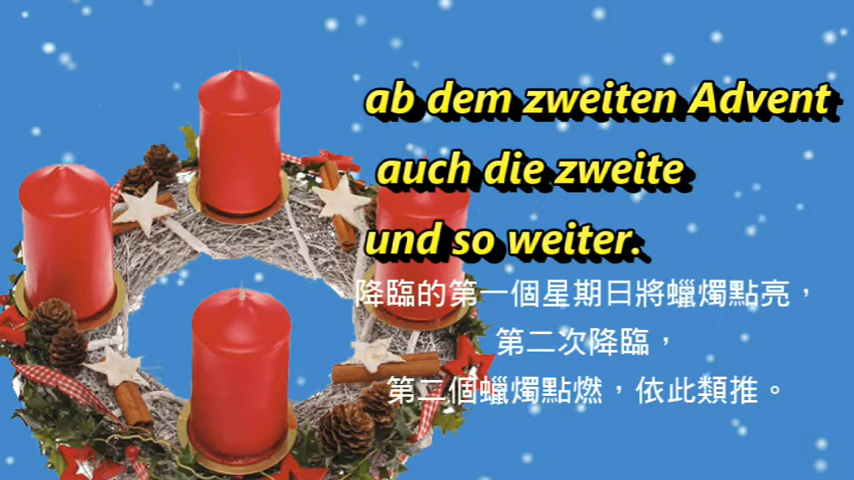 ab dem zweiten Advent
auch die zweite
und so weiter.
降臨的第一個星期日將蠟燭點亮，
第二次降臨，
第二個蠟燭點燃，依此類推。